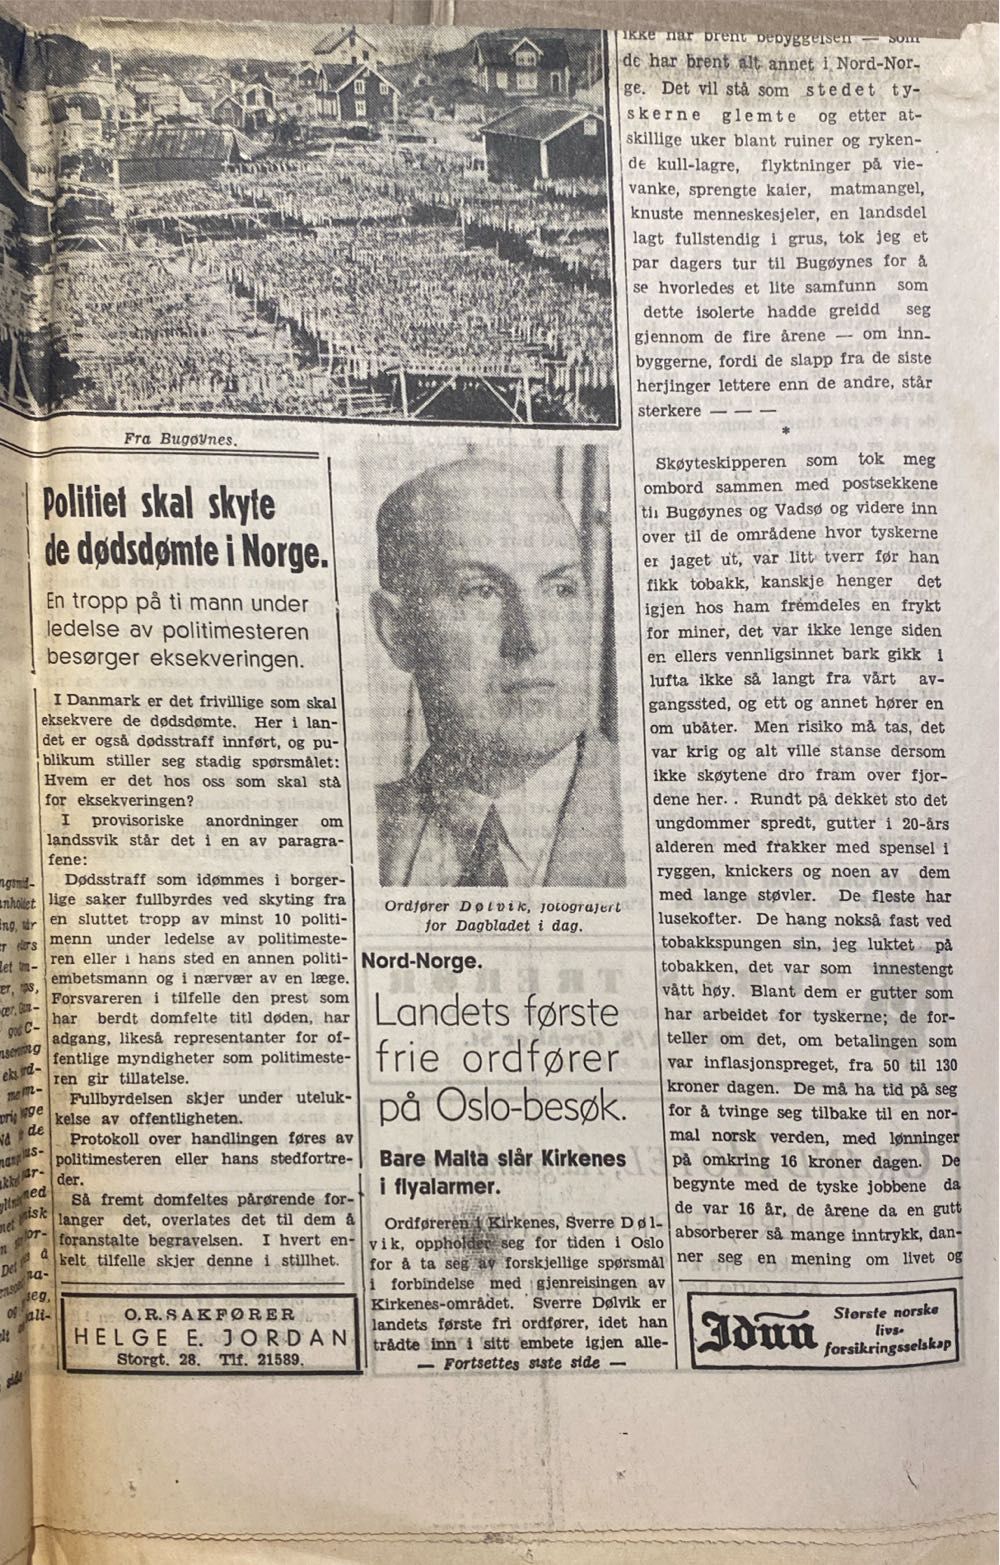 Fra Bugøynes.
Politiet skal skyte
de dødsdømte i Norge.
En tropp på ti mann under
ledelse av politimesteren
besørger eksekveringen.
I Danmark er det frivillige som skal
eksekvere de dødsdømte. Her i lan-
det er også dødsstraff innført, og pu-
blikum stiller seg stadig spørsmålet:
Hvem er det hos oss som skal stå
for eksekveringen?
I provisoriske anordninger om
landssvik står det i en av paragra-
fene:
Dødsstraff som idømmes i borger-
lige saker fullbyrdes ved skyting fra
en sluttet tropp av minst 10 politi-
menn under ledelse av politimeste-
ren eller i hans sted en annen politi-
embetsmann og i nærvær av en læge.
Forsvareren i tilfelle den prest som
har berdt domfelte titl døden, har
adgang, likeså representanter for of-
fentlige myndigheter som politimeste-
ren gir tillatelse.
Fullbyrdelsen skjer under uteluk-
kelse av offentligheten.
Protokoll over handlingen føres av
politimesteren eller hans stedfortre-
der.
Så fremt domfeltes pårørende for-
langer det, overlates det til dem å
foranstalte begravelsen. I hvert en-
kelt tilfelle skjer denne i stillhet.
O.R.SAKFØRER
HELGE E. JORDAN
Storgt. 28. Tlf. 21589.
Ordfører Dølvik, fotografert
for Dagbladet i dag.
Nord-Norge.
Landets første
frie ordfører
på Oslo-besøk.
Bare Malta slår Kirkenes
i flyalarmer.
Ordføreren i Kirkenes, Sverre Døl-
vik, oppholder seg for tiden i Oslo
for å ta seg av forskjellige spørsmål
i forbindelse med gjenreisingen av
Kirkenes-området. Sverre Dølvik er
landets første fri ordfører, idet han
trådte inn i sitt embete igjen alle-
— Fortsettes siste side —
ikke har brent bebyggelsen — som
de har brent alt annet i Nord-Nor-
ge. Det vil stå som stedet ty-
skerne glemte og etter at-
skillige uker blant ruiner og ryken-
de kull-lagre, flyktninger på vie-
vanke, sprengte kaier, matmangel,
knuste menneskesjeler, en landsdel
lagt fullstendig i grus, tok jeg et
par dagers tur til Bugøynes for å
se hvorledes et lite samfunn som
dette isolerte hadde greidd seg
gjennom de fire årene — om inn-
byggerne, fordi de slapp fra de siste
herjinger lettere enn de andre, står
sterkere — — —
*
Skøyteskipperen som tok meg
ombord sammen med postsekkene
til Bugøynes og Vadsø og videre inn
over til de områdene hvor tyskerne
er jaget ut, var litt tverr før han
fikk tobakk, kanskje henger det
igjen hos ham fremdeles en frykt
for miner, det var ikke lenge siden
en ellers vennligsinnet bark gikk i
lufta ikke så langt fra vårt av-
gangssted, og ett og annet hører en
om ubåter. Men risiko må tas, det
var krig og alt ville stanse dersom
ikke skøytene dro fram over fjor-
dene her.. Rundt på dekket sto det
ungdommer spredt, gutter i 20-års
alderen med frakker med spensel i
ryggen, knickers og noen av dem
med lange støvler. De fleste har
lusekofter. De hang nokså fast ved
tobakkspungen sin, jeg luktet på
tobakken, det var som innestengt
vått høy. Blant dem er gutter som
har arbeidet for tyskerne; de for-
teller om det, om betalingen som
var inflasjonspreget, fra 50 til 130
kroner dagen. De må ha tid på seg
for å tvinge seg tilbake til en nor-
mal norsk verden, med lønninger
på omkring 16 kroner dagen. De
begynte med de tyske jobbene da
de var 16 år, de årene da en gutt
absorberer så mange inntrykk, dan-
ner seg en mening om livet og
Idun
Største norske
livs-
forsikringsselskap